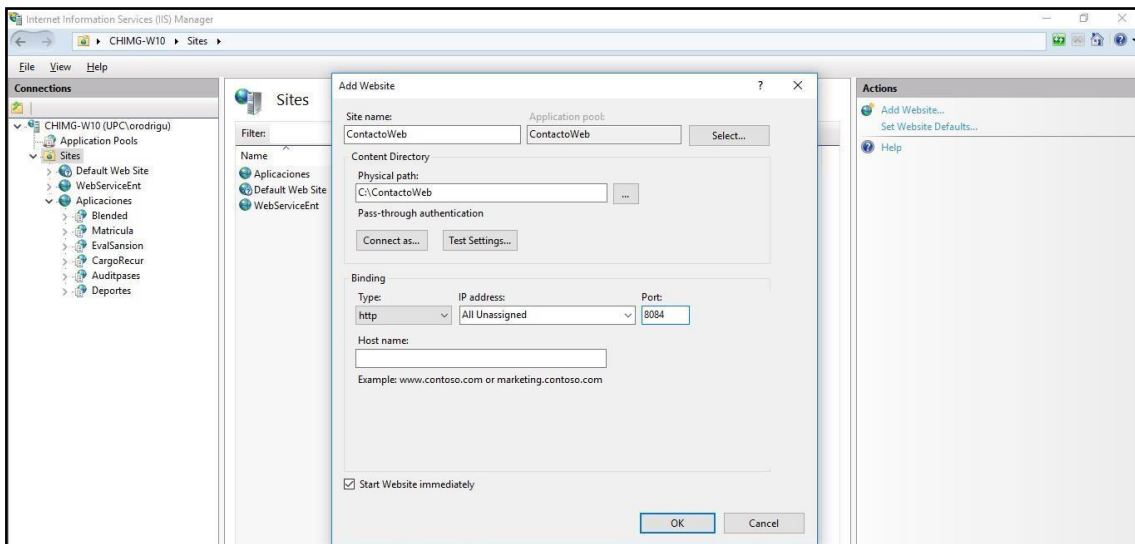 Internet Information Services (IIS) Manager
CHIMG-W10 Sites
File View Help
Connections
CHIMG-W10 (UPC\orodrigu)
Application Pools
Sites
Default Web Site
WebServiceEnt
Aplicaciones
Blended
Matricula
EvalSansion
CargoRecur
Auditpases
Deportes
Sites
Filter:
Name
Aplicaciones
Default Web Site
WebServiceEnt
Add Website
?
Site name: Application pool:
ContactoWeb ContactoWeb Select...
Content Directory
Physical path:
C:\ContactoWeb ...
Pass-through authentication
Connect as... Test Settings...
Binding
Type: IP address: Port:
http All Unassigned 8084
Host name:
Example: www.contoso.com or marketing.contoso.com
Start Website immediately
OK Cancel
Actions
Add Website...
Set Website Defaults...
Help